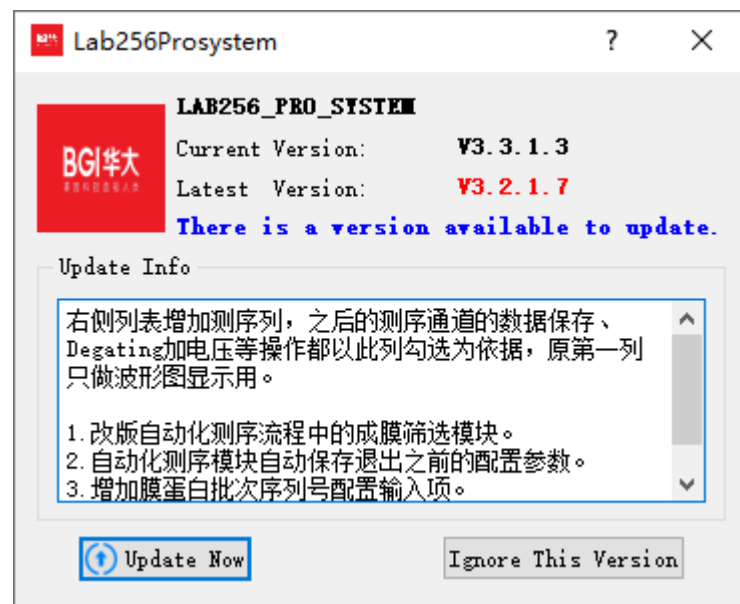 Lab256Prosystem
LAB256_PRO_SYSTEM
BGI华大
Current Version: V3.3.1.3
Latest Version: V3.2.1.7
There is a version available to update.
Update Info
右侧列表增加测序列，之后的测序通道的数据保存、
Degating加电压等操作都以此列勾选为依据，原第一列
只做波形图显示用。
1.改版自动化测序流程中的成膜筛选模块。
2.自动化测序模块自动保存退出之前的配置参数。
3.增加膜蛋白批次序列号配置输入项。
Update Now
Ignore This Version